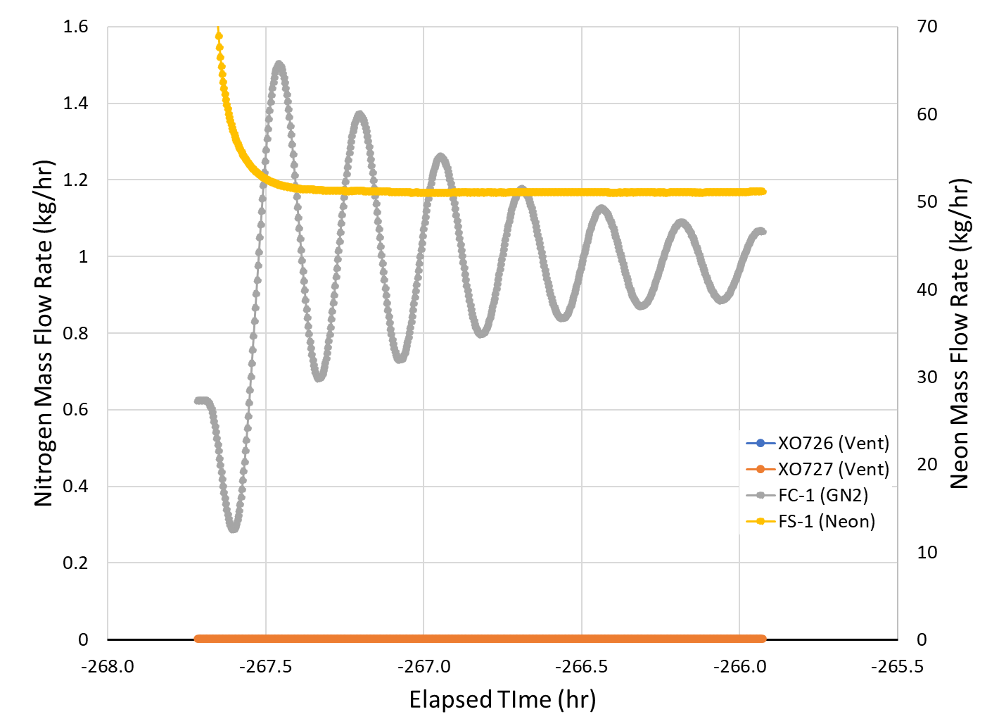 1.6
1.4
1.2
1
0.8
0.6
0.4
0.2
0
Nitrogen Mass Flow Rate (kg/hr)
70
60
50
40
30
20
10
0
Neon Mass Flow Rate (kg/hr)
XO726 (Vent)
XO727 (Vent)
FC-1 (GN2)
FS-1 (Neon)
-268.0 -267.5 -267.0 -266.5 -266.0 -265.5
Elapsed TIme (hr)